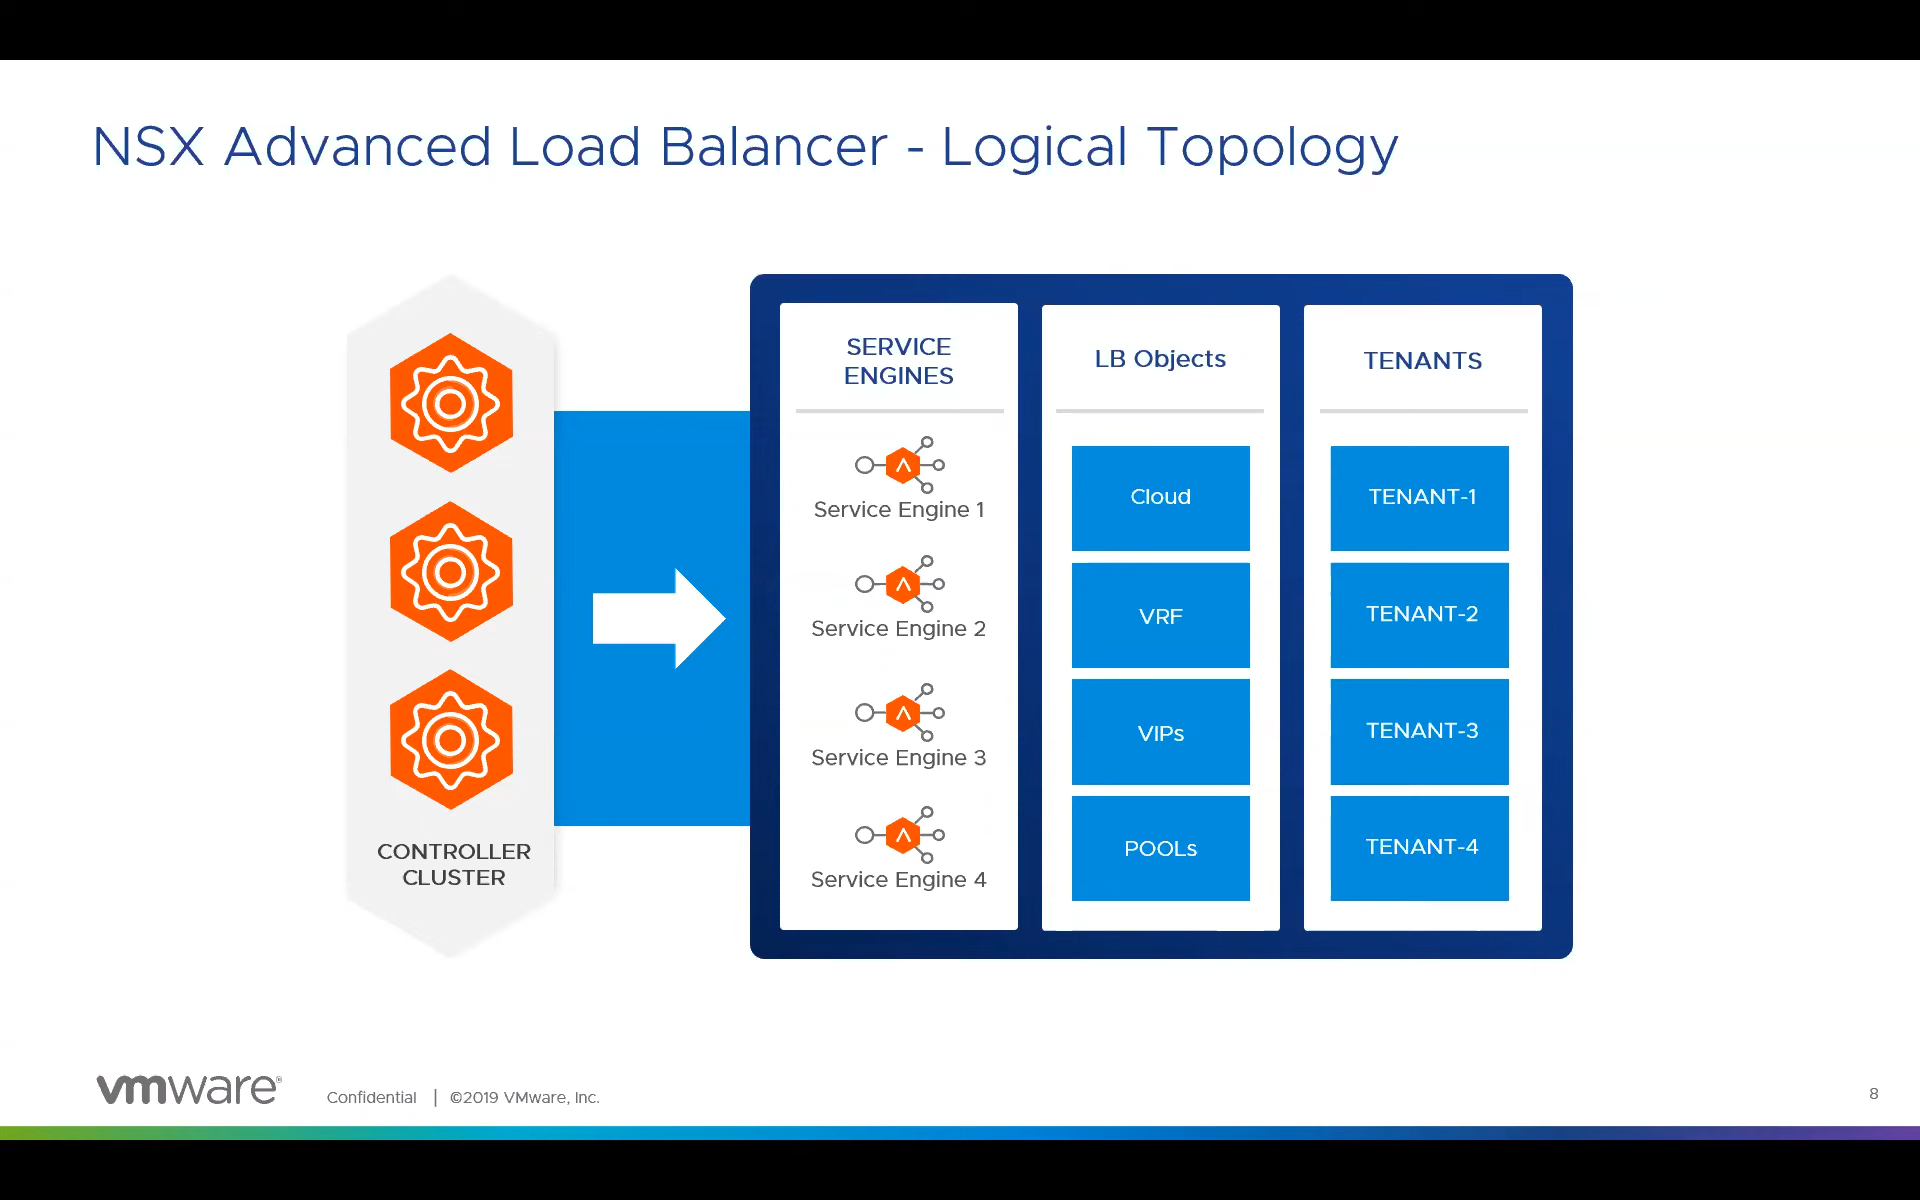 NSX Advanced Load Balancer - Logical Topology
CONTROLLER
CLUSTER
SERVICE
ENGINES
Service Engine 1
Service Engine 2
Service Engine 3
Service Engine 4
LB Objects
Cloud
VRF
VIPs
POOLs
TENANTS
TENANT-1
TENANT-2
TENANT-3
TENANT-4
vmware®
Confidential | ©2019 VMware, Inc.
8